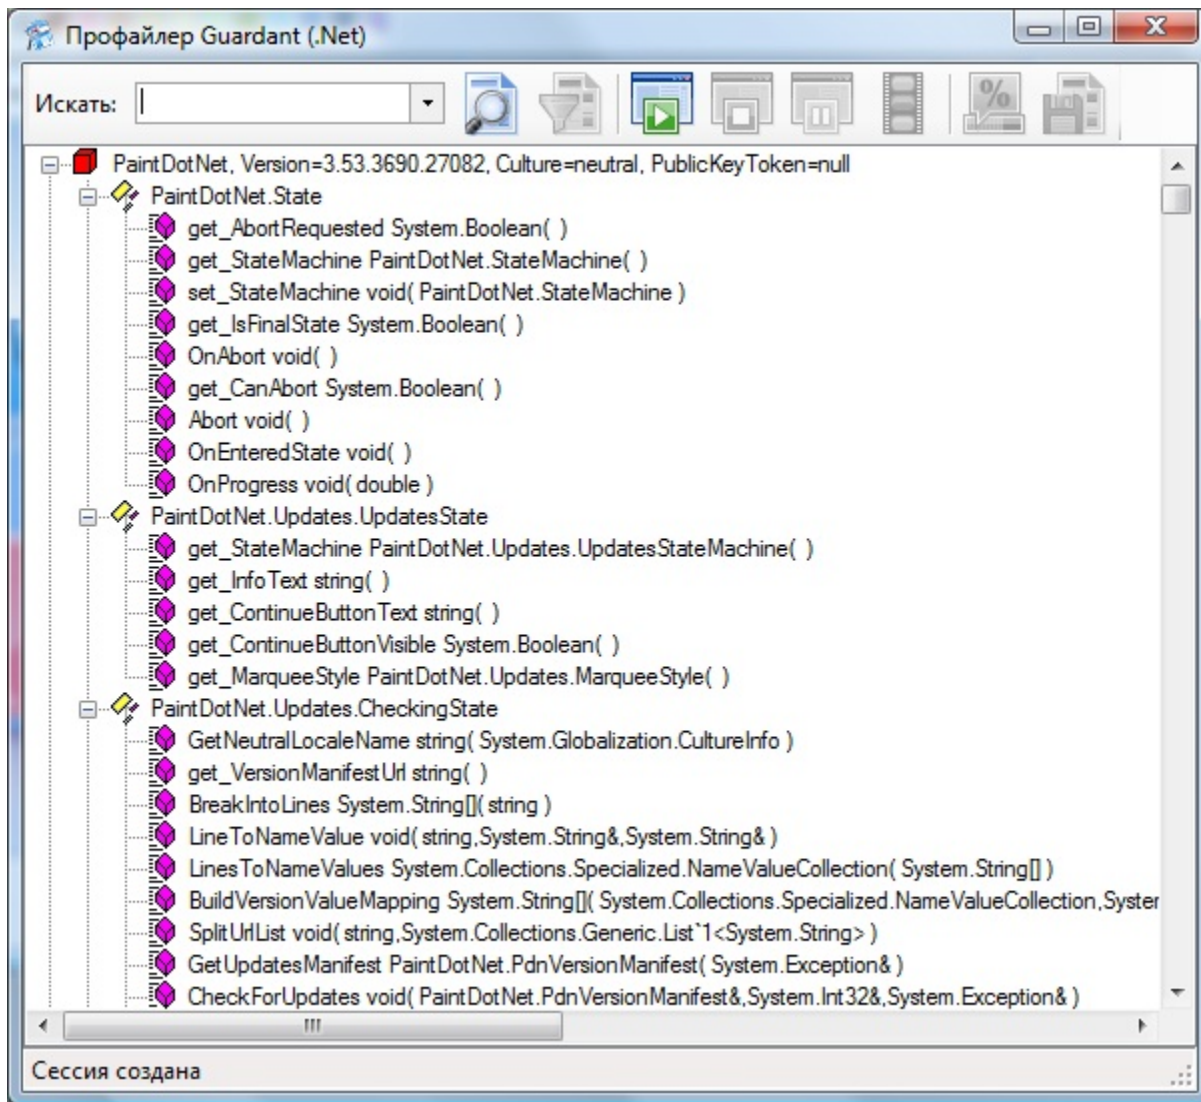 Профайлер Guardant (.Net)
Искать:
PaintDotNet, Version=3.53.3690.27082, Culture=neutral, PublicKeyToken=null
PaintDotNet.State
get_AbortRequested System.Boolean( )
get_StateMachine PaintDotNet.StateMachine( )
set_StateMachine void( PaintDotNet.StateMachine )
get_IsFinalState System.Boolean( )
OnAbort void( )
get_CanAbort System.Boolean( )
Abort void( )
OnEnteredState void( )
OnProgress void( double )
PaintDotNet.Updates.UpdatesState
get_StateMachine PaintDotNet.Updates.UpdatesStateMachine( )
get_InfoText string( )
get_ContinueButtonText string( )
get_ContinueButtonVisible System.Boolean( )
get_MarqueeStyle PaintDotNet.Updates.MarqueeStyle( )
PaintDotNet.Updates.CheckingState
GetNeutralLocaleName string( System.Globalization.CultureInfo )
get_VersionManifestUrl string( )
BreakIntoLines System.String[]( string )
LineToNameValue void( string,System.String&,System.String& )
LinesToNameValues System.Collections.Specialized.NameValueCollection( System.String[] )
BuildVersionValueMapping System.String[]( System.Collections.Specialized.NameValueCollection,System
SplitUrlList void( string,System.Collections.Generic.List`1<System.String> )
GetUpdatesManifest PaintDotNet.PdnVersionManifest( System.Exception& )
CheckForUpdates void( PaintDotNet.PdnVersionManifest&,System.Int32&,System.Exception& )
Сессия создана